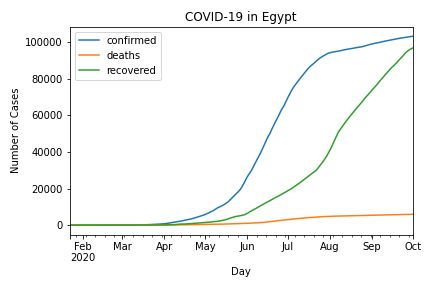 COVID-19 in Egypt
confirmed
deaths
recovered
Number of Cases
100000
80000
60000
40000
20000
0
Feb Mar Apr May Jun Jul Aug Sep Oct
2020
Day